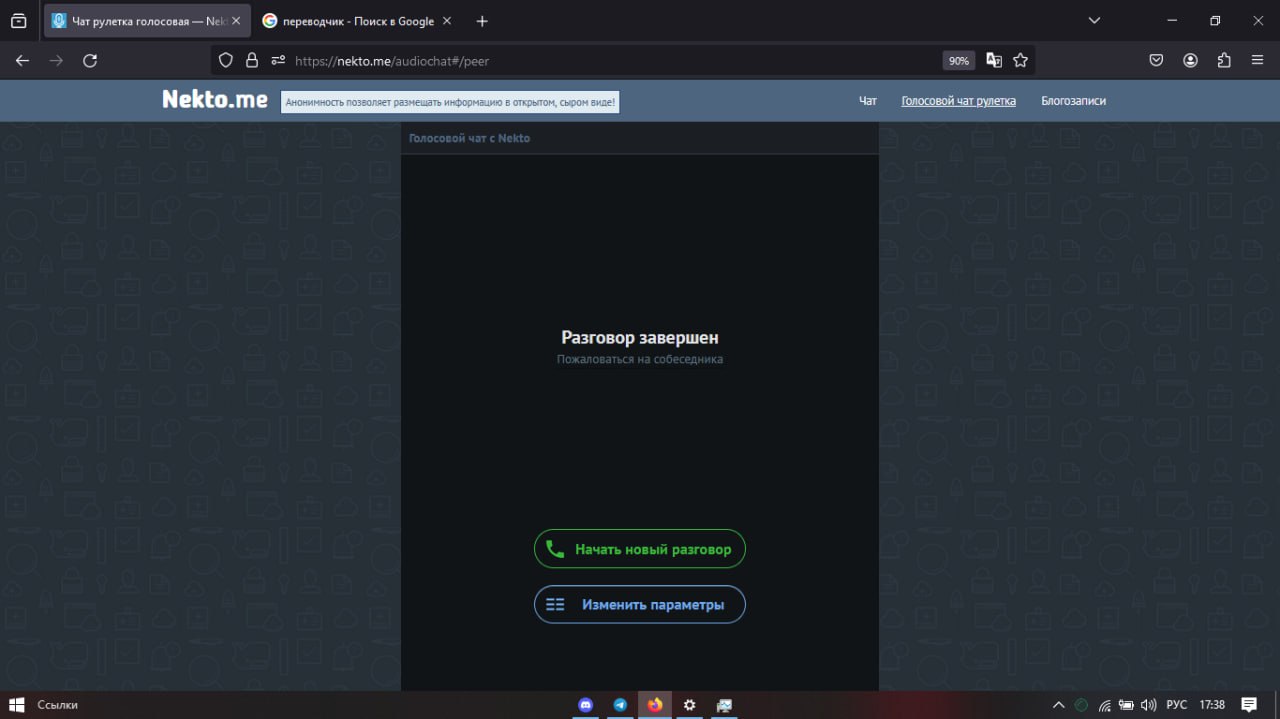 Чат рулетка голосовая — Nek
переводчик - Поиск в Google
https://nekto.me/audiochat#/peer
90%
Nekto.me
Анонимность позволяет размещать информацию в открытом, сыром виде!
Чат
Голосовой чат рулетка
Блогозаписи
Голосовой чат с Nekto
Разговор завершен
Пожаловаться на собеседника
Начать новый разговор
Изменить параметры
Ссылки
РУС
17:38